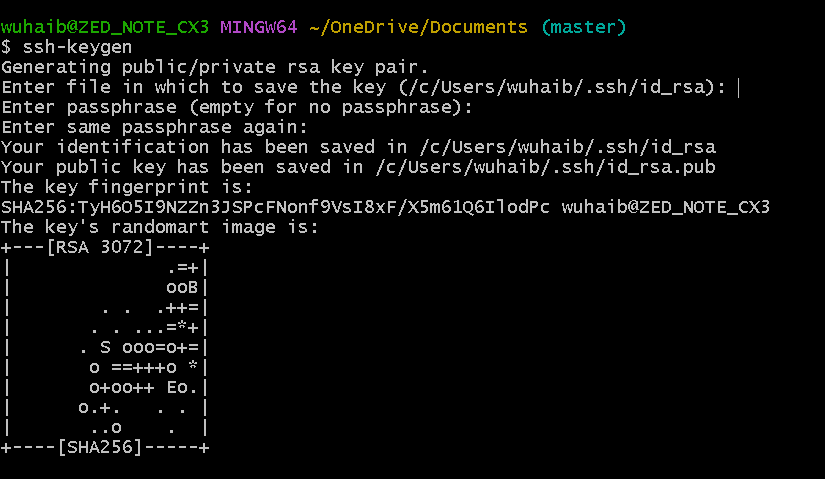 wuhaib@ZED_NOTE_CX3 MINGW64 ~/OneDrive/Documents (master)
$ ssh-keygen
Generating public/private rsa key pair.
Enter file in which to save the key (/c/Users/wuhaib/.ssh/id_rsa):
Enter passphrase (empty for no passphrase):
Enter same passphrase again:
Your identification has been saved in /c/Users/wuhaib/.ssh/id_rsa
Your public key has been saved in /c/Users/wuhaib/.ssh/id_rsa.pub
The key fingerprint is:
SHA256:TyH6O5I9NZZn3JSPcFNonf9VsI8xF/X5m61Q6IlodPc wuhaib@ZED_NOTE_CX3
The key's randomart image is:
+---[RSA 3072]----+
|               .=+|
|               ooB|
|        . .  .++=|
|       . . ...=*+|
|      . S ooo=o+=|
|       o ==+++o *|
|       o+oo++ Eo.|
|      o.+.   . . |
|       ..o    .  |
+----[SHA256]-----+